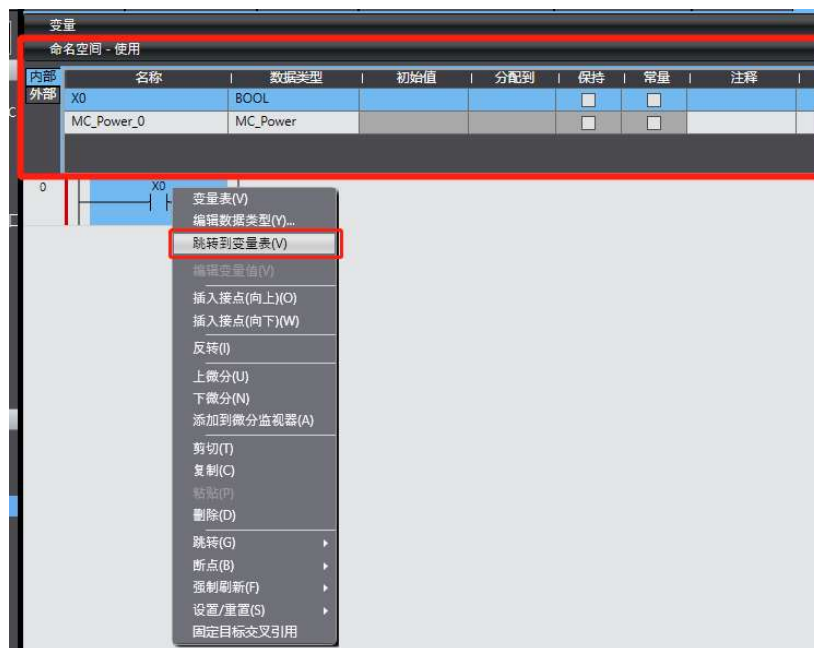 变量
命名空间 - 使用
内部 名称 数据类型 初始值 分配到 保持 常量 注释
外部 X0 BOOL
MC_Power_0 MC_Power
0 X0
变量表(V)
编辑数据类型(Y)...
跳转到变量表(V)
编辑变量值(V)
插入接点(向上)(O)
插入接点(向下)(W)
反转(I)
上微分(U)
下微分(N)
添加到微分监视器(A)
剪切(T)
复制(C)
粘贴(P)
删除(D)
跳转(G)
断点(B)
强制刷新(F)
设置/重置(S)
固定目标交叉引用